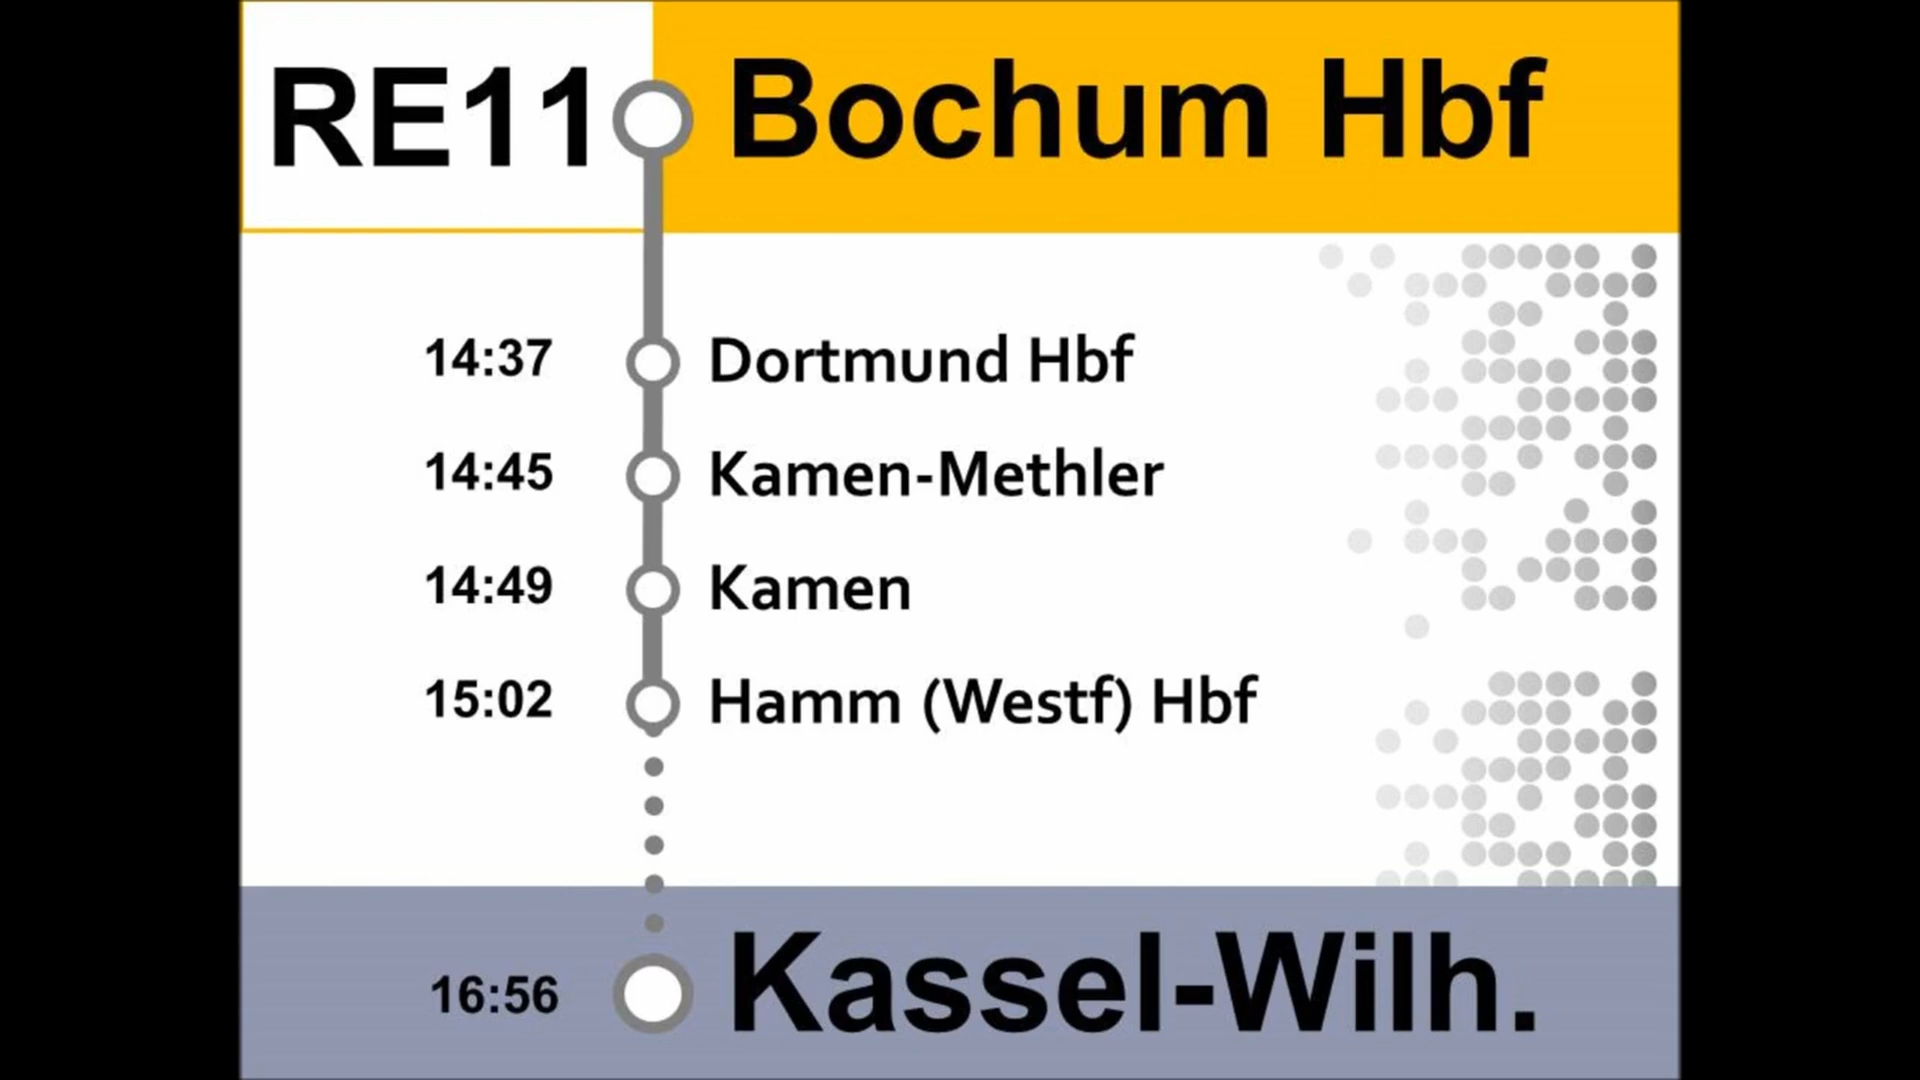 RE11 Bochum Hbf
14:37 Dortmund Hbf
14:45 Kamen-Methler
14:49 Kamen
15:02 Hamm (Westf) Hbf
16:56 Kassel-Wilh.